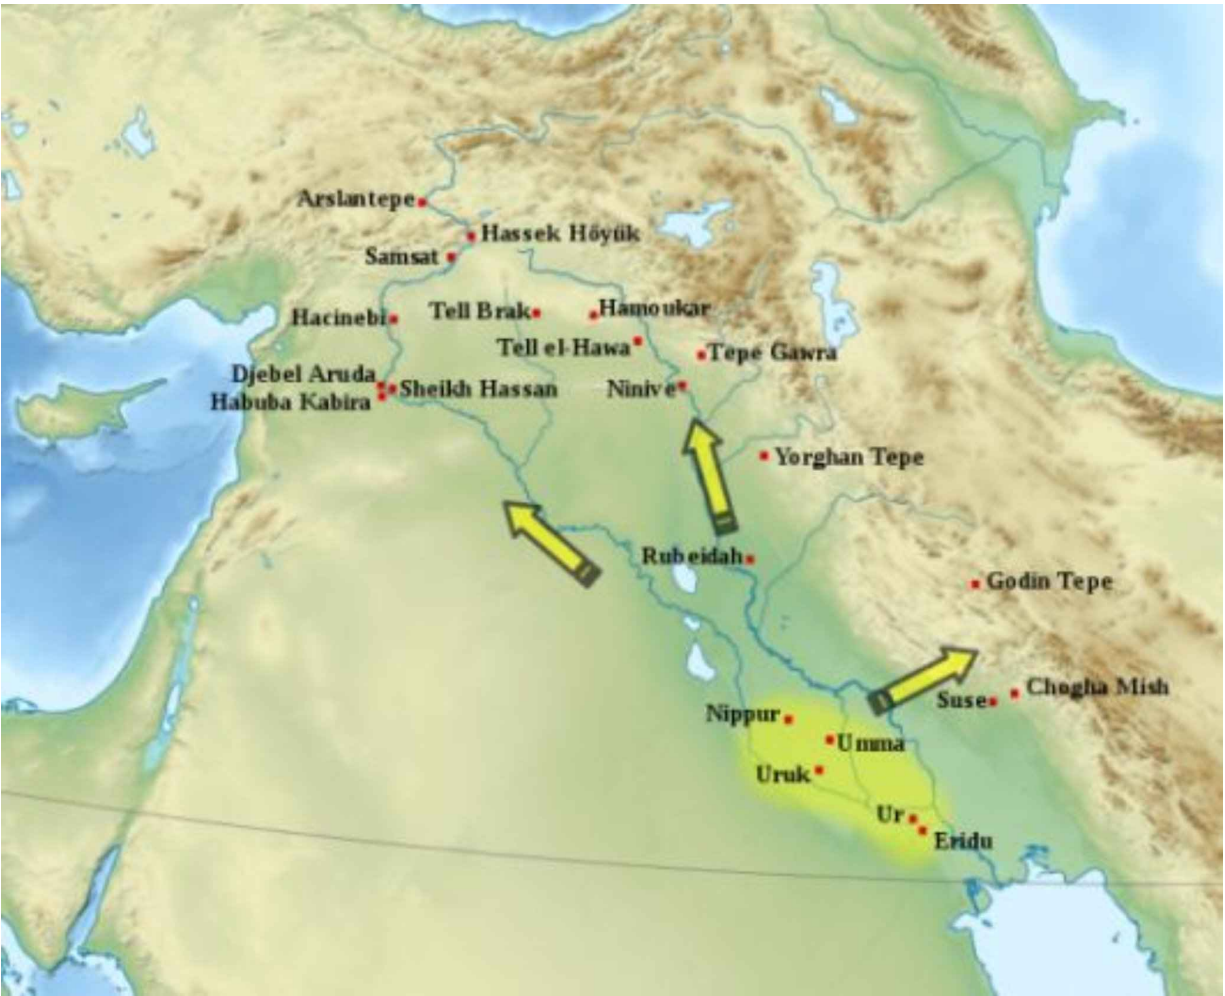 Arslantepe
Hassek Höyük
Samsat
Hacinebi
Tell Brak
Hamoukar
Tell el-Hawa
Tepe Gawra
Djebel Aruda
Sheikh Hassan
Ninive
Habuba Kabira
Yorghan Tepe
Rubeidah
Godin Tepe
Chogha Mish
Suse
Nippur
Umma
Uruk
Ur
Eridu